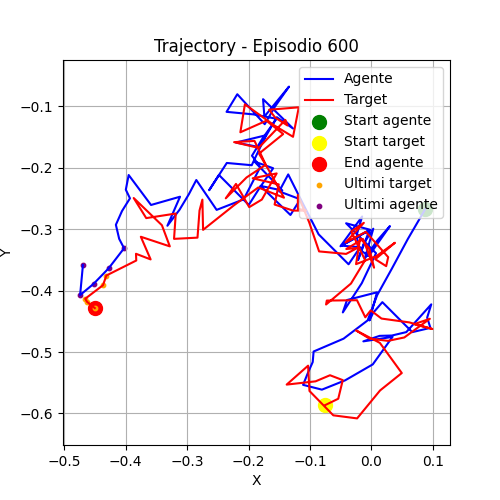 Trajectory - Episodio 600
Agente
Target
Start agente
Start target
End agente
Ultimi target
Ultimi agente
−0.1
−0.2
−0.3
−0.4
−0.5
−0.6
Y
−0.5 −0.4 −0.3 −0.2 −0.1 0.0 0.1
X